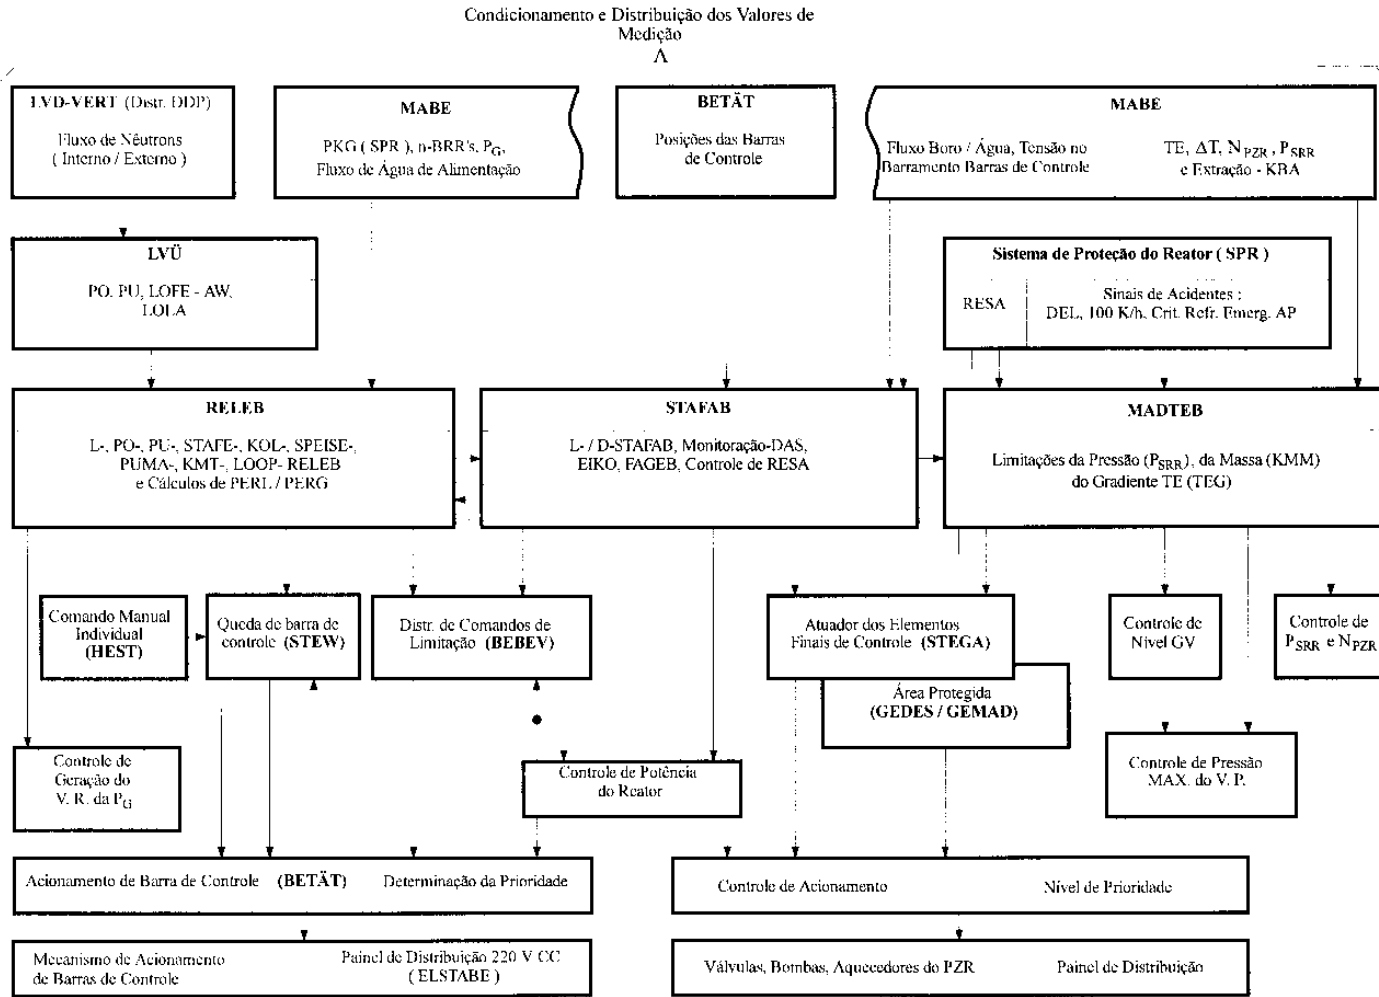 Condicionamento e Distribuição dos Valores de
Medição
LVD-VERT (Distr. DDP)
Fluxo de Nêutrons
( Interno / Externo )
MABE
PKG ( SPR ), n-BRR's, P_G,
Fluxo de Água de Alimentação
BETÄT
Posições das Barras
de Controle
MABE
Fluxo Boro / Água, Tensão no
Barramento Barras de Controle
TE, ΔT, N_PZR, P_SRR
e Extração - KBA
LVÜ
PO, PU, LOFE - AW,
LOLA
Sistema de Proteção do Reator ( SPR )
RESA
Sinais de Acidentes :
DEL, 100 K/h, Crit. Refr. Emerg. AP
RELEB
L-, PO-, PU-, STAFE-, KOL-, SPEISE-,
PUMA-, KMT-, LOOP- RELEB
e Cálculos de PERL / PERG
STAFAB
L- / D-STAFAB, Monitoração-DAS,
EIKO, FAGEB, Controle de RESA
MADTEB
Limitações da Pressão (P_SRR), da Massa (KMM)
do Gradiente TE (TEG)
Comando Manual
Individual
(HEST)
Queda de barra de
controle (STEW)
Distr. de Comandos de
Limitação (BEBEV)
Atuador dos Elementos
Finais de Controle (STEGA)
Área Protegida
(GEDES / GEMAD)
Controle de
Nível GV
Controle de
P_SRR e N_PZR
Controle de
Geração do
V. R. da P_G
Controle de Potência
do Reator
Controle de Pressão
MAX. do V. P.
Acionamento de Barra de Controle (BETÄT) Determinação da Prioridade
Controle de Acionamento Nível de Prioridade
Mecanismo de Acionamento
de Barras de Controle
Painel de Distribuição 220 V CC
( ELSTABE )
Válvulas, Bombas, Aquecedores do PZR Painel de Distribuição